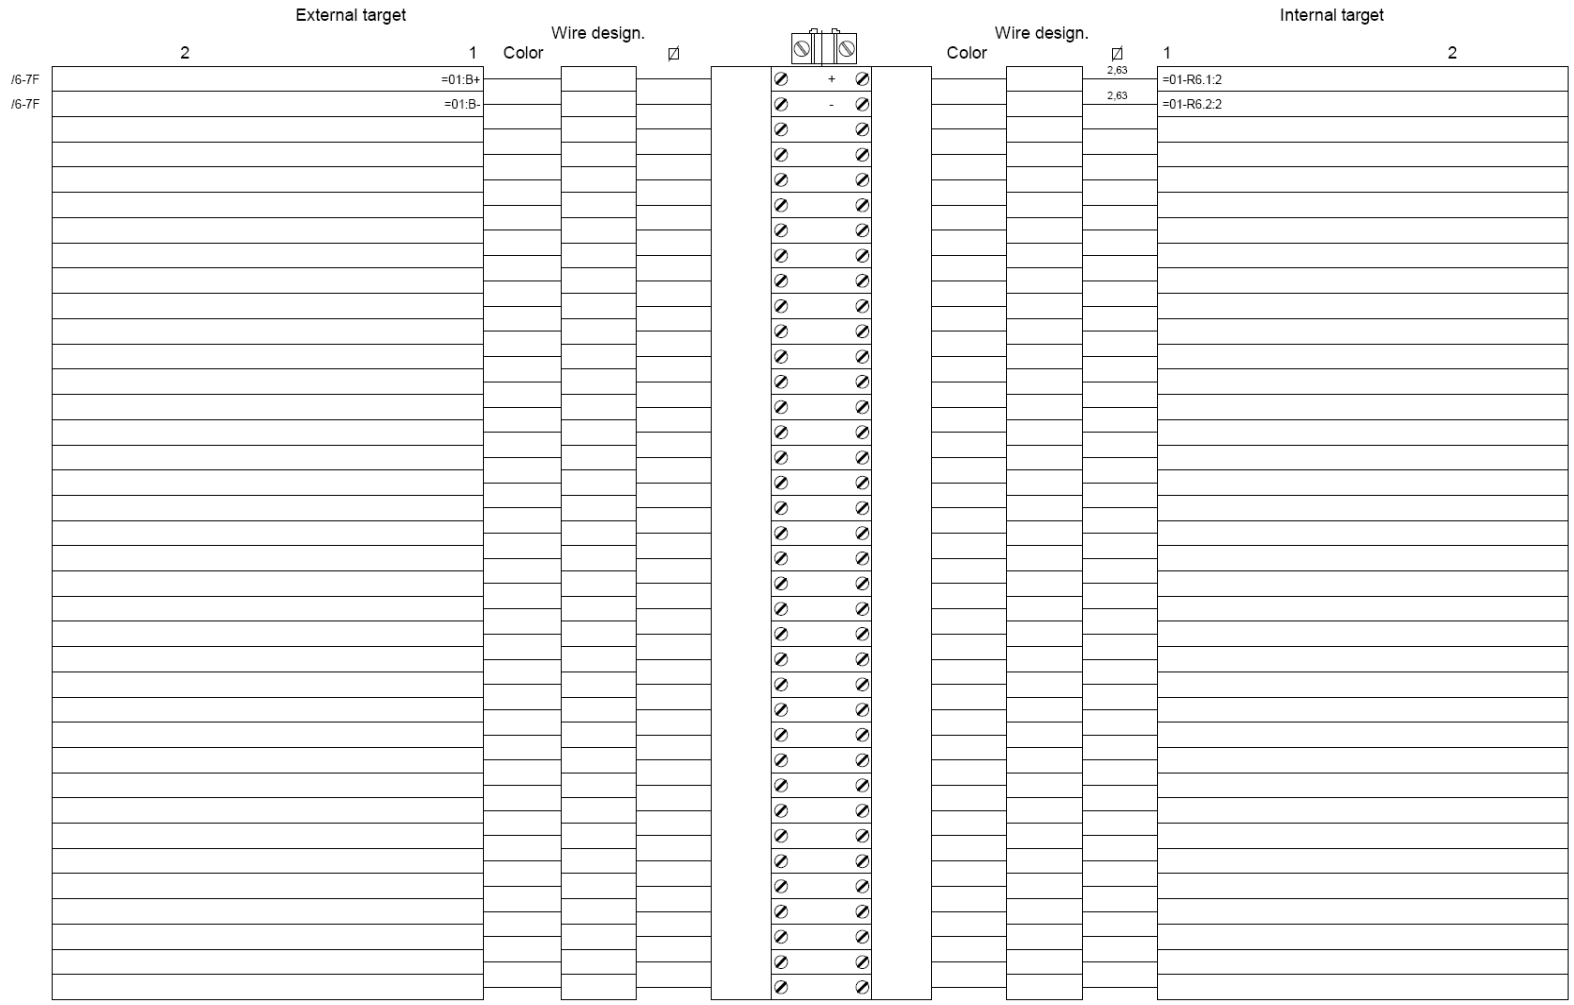 External target
Internal target
Wire design.
Wire design.
2 1 Color
Color 1 2
/6-7F =01:B+ + 2,63 =01-R6.1:2
/6-7F =01:B- - 2,63 =01-R6.2:2